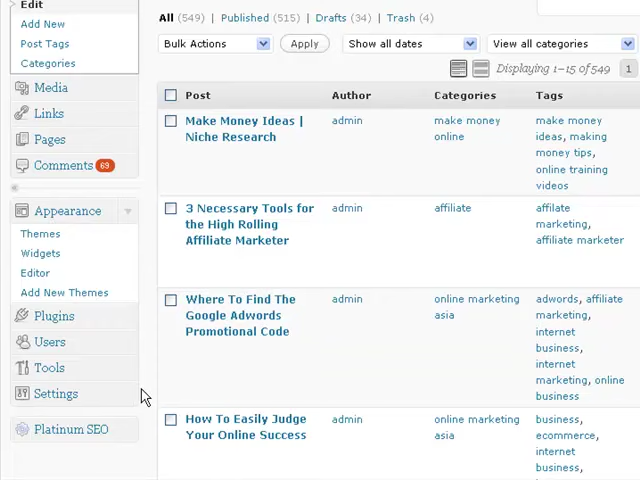 Edit
Add New
Post Tags
Categories
Media
Links
Pages
Comments 69
Appearance
Themes
Widgets
Editor
Add New Themes
Plugins
Users
Tools
Settings
Platinum SEO
All (549) | Published (515) | Drafts (34) | Trash (4)
Bulk Actions Apply Show all dates View all categories
Displaying 1–15 of 549 1
Post Author Categories Tags
Make Money Ideas |
Niche Research
admin
make money
online
make money
ideas, making
money tips,
online training
videos
3 Necessary Tools for
the High Rolling
Affiliate Marketer
admin
affiliate
affilate
marketing,
affiliate marketer
Where To Find The
Google Adwords
Promotional Code
admin
online marketing
asia
adwords, affiliate
marketing,
internet
business,
internet
marketing, online
business
How To Easily Judge
Your Online Success
admin
online marketing
asia
business,
ecommerce,
internet
business,